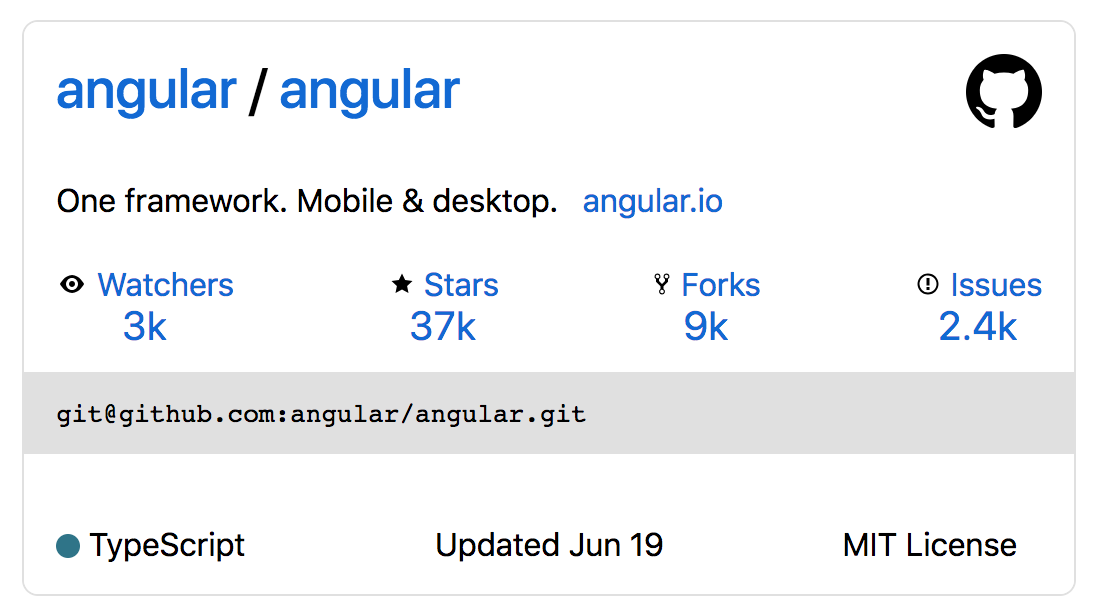 angular / angular
One framework. Mobile & desktop. angular.io
Watchers Stars Forks Issues
3k 37k 9k 2.4k
git@github.com:angular/angular.git
TypeScript Updated Jun 19 MIT License